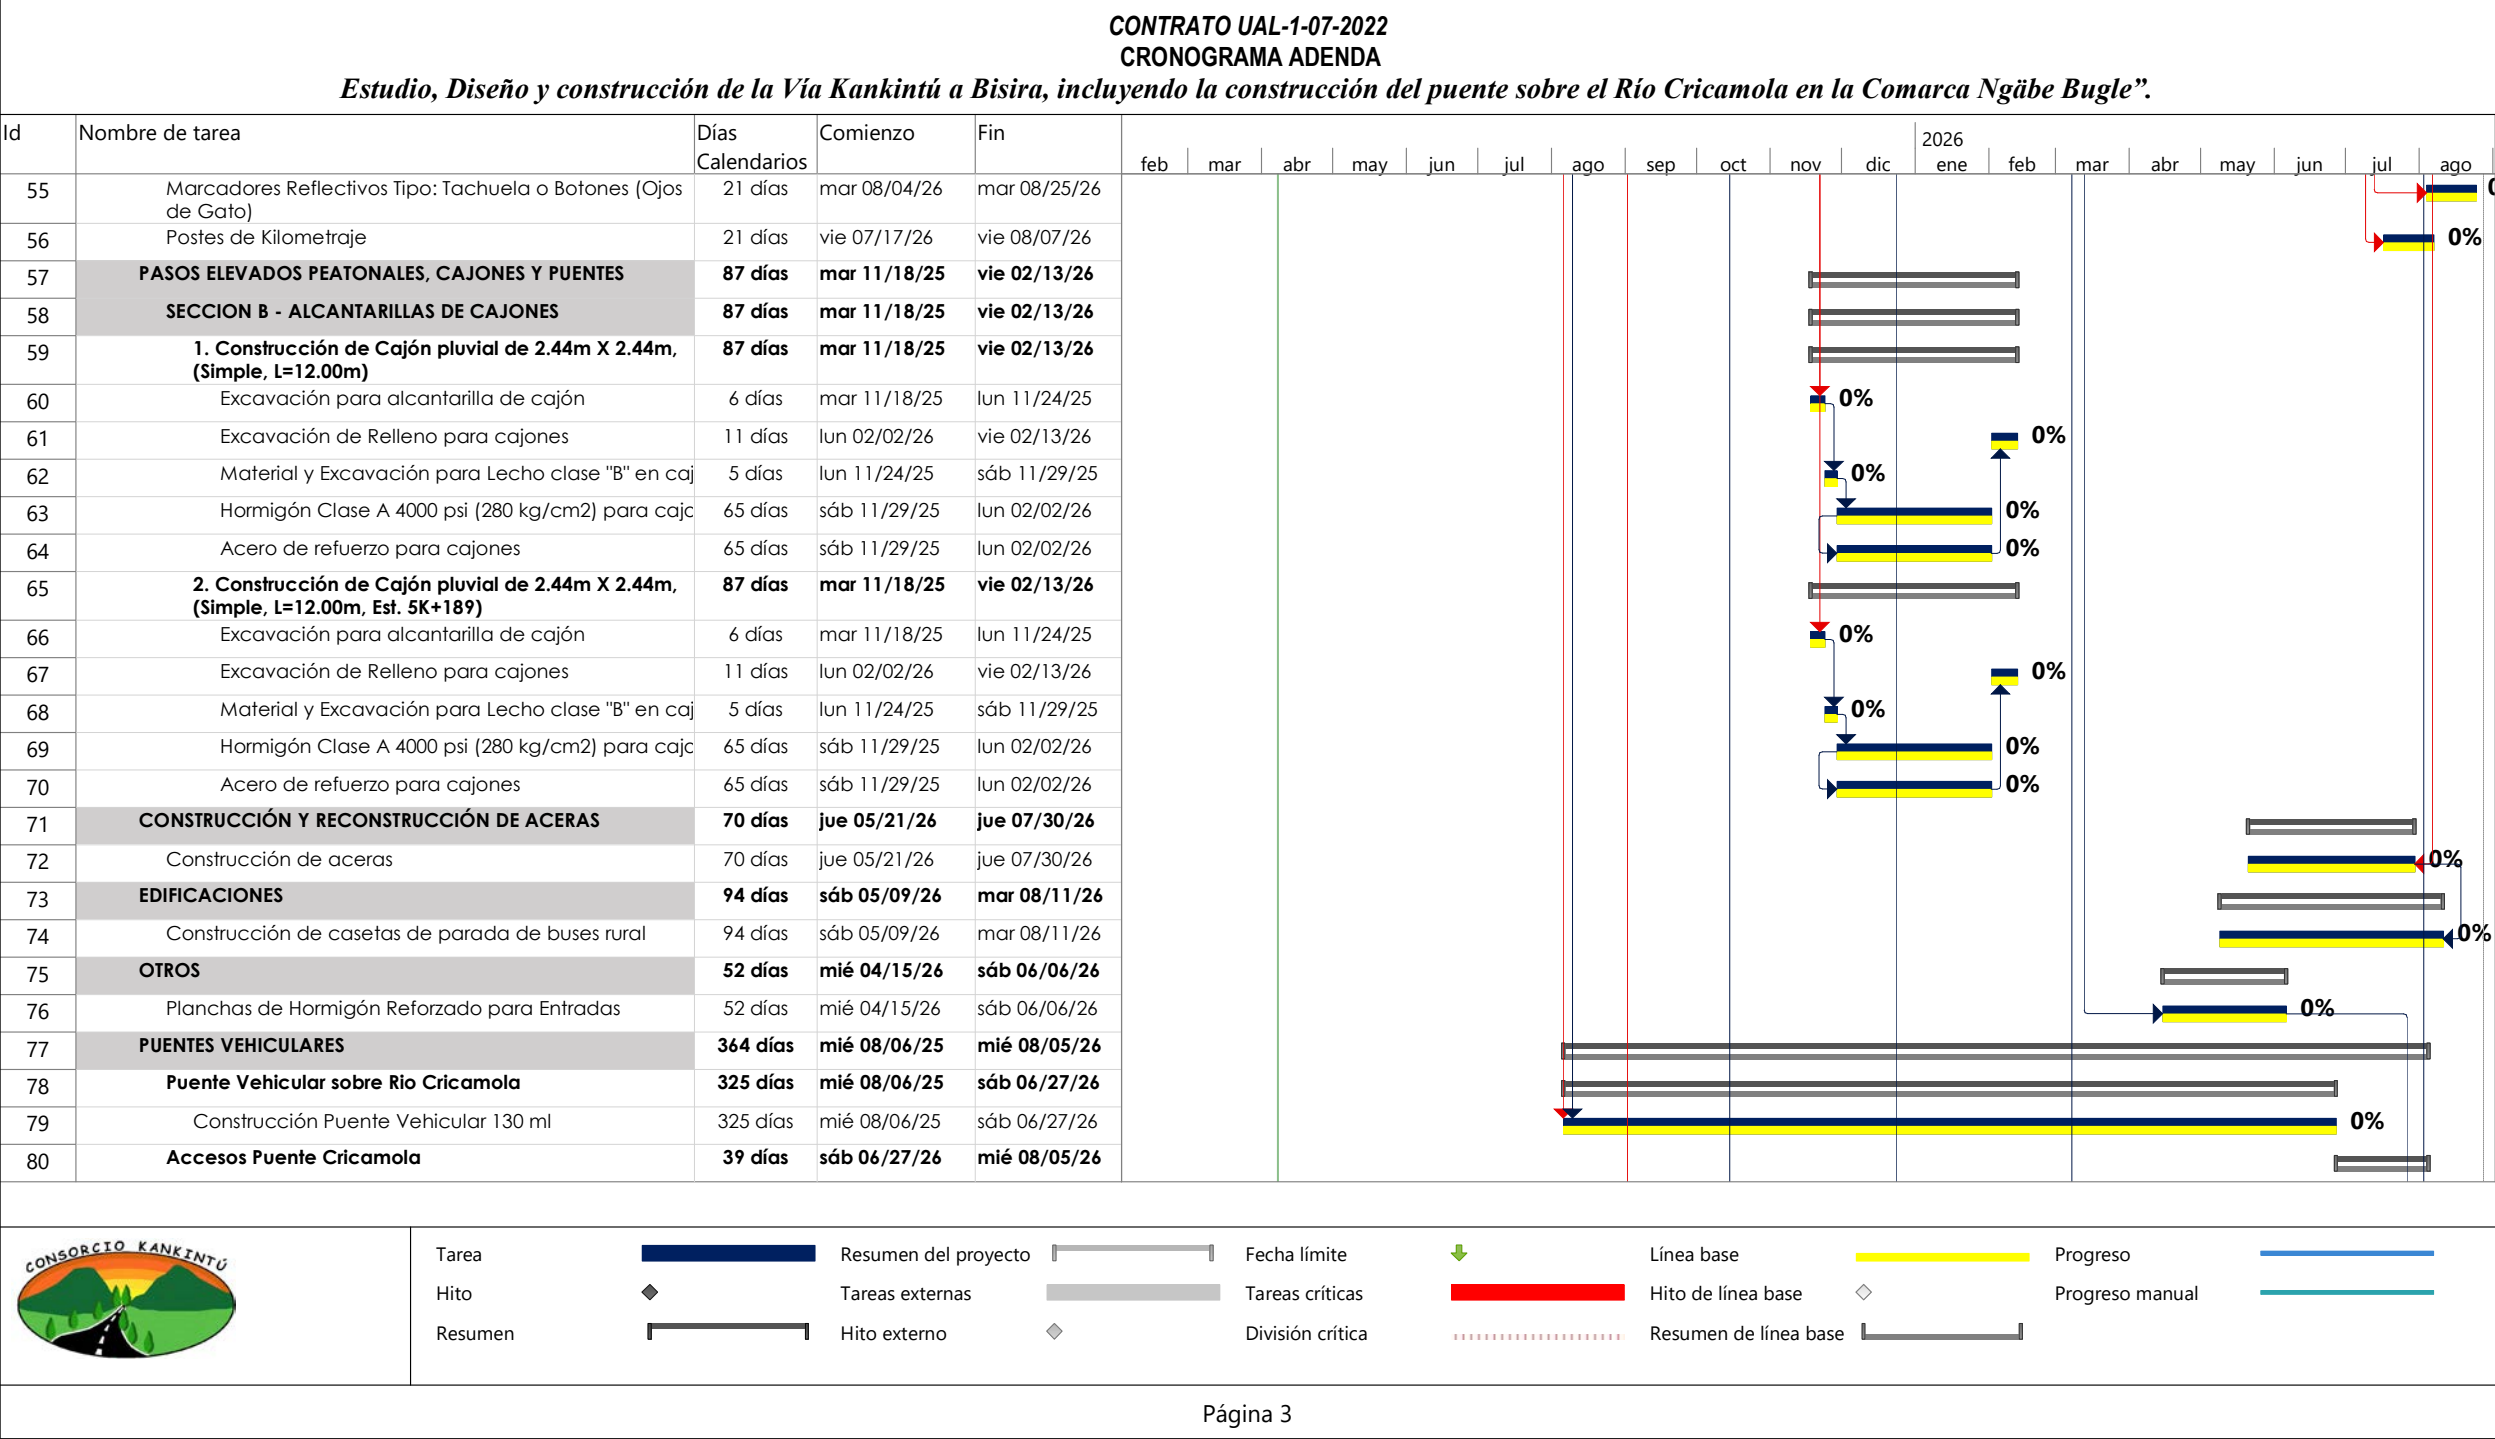 CONTRATO UAL-1-07-2022
CRONOGRAMA ADENDA
Estudio, Diseño y construcción de la Vía Kankintú a Bisira, incluyendo la construcción del puente sobre el Río Cricamola en la Comarca Ngäbe Bugle”.
Id Nombre de tarea Días Calendarios Comienzo Fin
2026
feb mar abr may jun jul ago sep oct nov dic ene feb mar abr may jun jul ago
55 Marcadores Reflectivos Tipo: Tachuela o Botones (Ojos de Gato) 21 días mar 08/04/26 mar 08/25/26
56 Postes de Kilometraje 21 días vie 07/17/26 vie 08/07/26 0%
57 PASOS ELEVADOS PEATONALES, CAJONES Y PUENTES 87 días mar 11/18/25 vie 02/13/26
58 SECCION B - ALCANTARILLAS DE CAJONES 87 días mar 11/18/25 vie 02/13/26
59 1. Construcción de Cajón pluvial de 2.44m X 2.44m, (Simple, L=12.00m) 87 días mar 11/18/25 vie 02/13/26
60 Excavación para alcantarilla de cajón 6 días mar 11/18/25 lun 11/24/25 0%
61 Excavación de Relleno para cajones 11 días lun 02/02/26 vie 02/13/26 0%
62 Material y Excavación para Lecho clase "B" en caj 5 días lun 11/24/25 sáb 11/29/25 0%
63 Hormigón Clase A 4000 psi (280 kg/cm2) para cajo 65 días sáb 11/29/25 lun 02/02/26 0%
64 Acero de refuerzo para cajones 65 días sáb 11/29/25 lun 02/02/26 0%
65 2. Construcción de Cajón pluvial de 2.44m X 2.44m, (Simple, L=12.00m, Est. 5K+189) 87 días mar 11/18/25 vie 02/13/26
66 Excavación para alcantarilla de cajón 6 días mar 11/18/25 lun 11/24/25 0%
67 Excavación de Relleno para cajones 11 días lun 02/02/26 vie 02/13/26 0%
68 Material y Excavación para Lecho clase "B" en caj 5 días lun 11/24/25 sáb 11/29/25 0%
69 Hormigón Clase A 4000 psi (280 kg/cm2) para cajo 65 días sáb 11/29/25 lun 02/02/26 0%
70 Acero de refuerzo para cajones 65 días sáb 11/29/25 lun 02/02/26 0%
71 CONSTRUCCIÓN Y RECONSTRUCCIÓN DE ACERAS 70 días jue 05/21/26 jue 07/30/26
72 Construcción de aceras 70 días jue 05/21/26 jue 07/30/26 0%
73 EDIFICACIONES 94 días sáb 05/09/26 mar 08/11/26
74 Construcción de casetas de parada de buses rural 94 días sáb 05/09/26 mar 08/11/26 0%
75 OTROS 52 días mié 04/15/26 sáb 06/06/26
76 Planchas de Hormigón Reforzado para Entradas 52 días mié 04/15/26 sáb 06/06/26 0%
77 PUENTES VEHICULARES 364 días mié 08/06/25 mié 08/05/26
78 Puente Vehicular sobre Rio Cricamola 325 días mié 08/06/25 sáb 06/27/26
79 Construcción Puente Vehicular 130 ml 325 días mié 08/06/25 sáb 06/27/26 0%
80 Accesos Puente Cricamola 39 días sáb 06/27/26 mié 08/05/26
CONSORCIO KANKINTÚ
Tarea Resumen del proyecto Fecha límite Línea base Progreso
Hito Tareas externas Tareas críticas Hito de línea base Progreso manual
Resumen Hito externo División crítica Resumen de línea base
Página 3